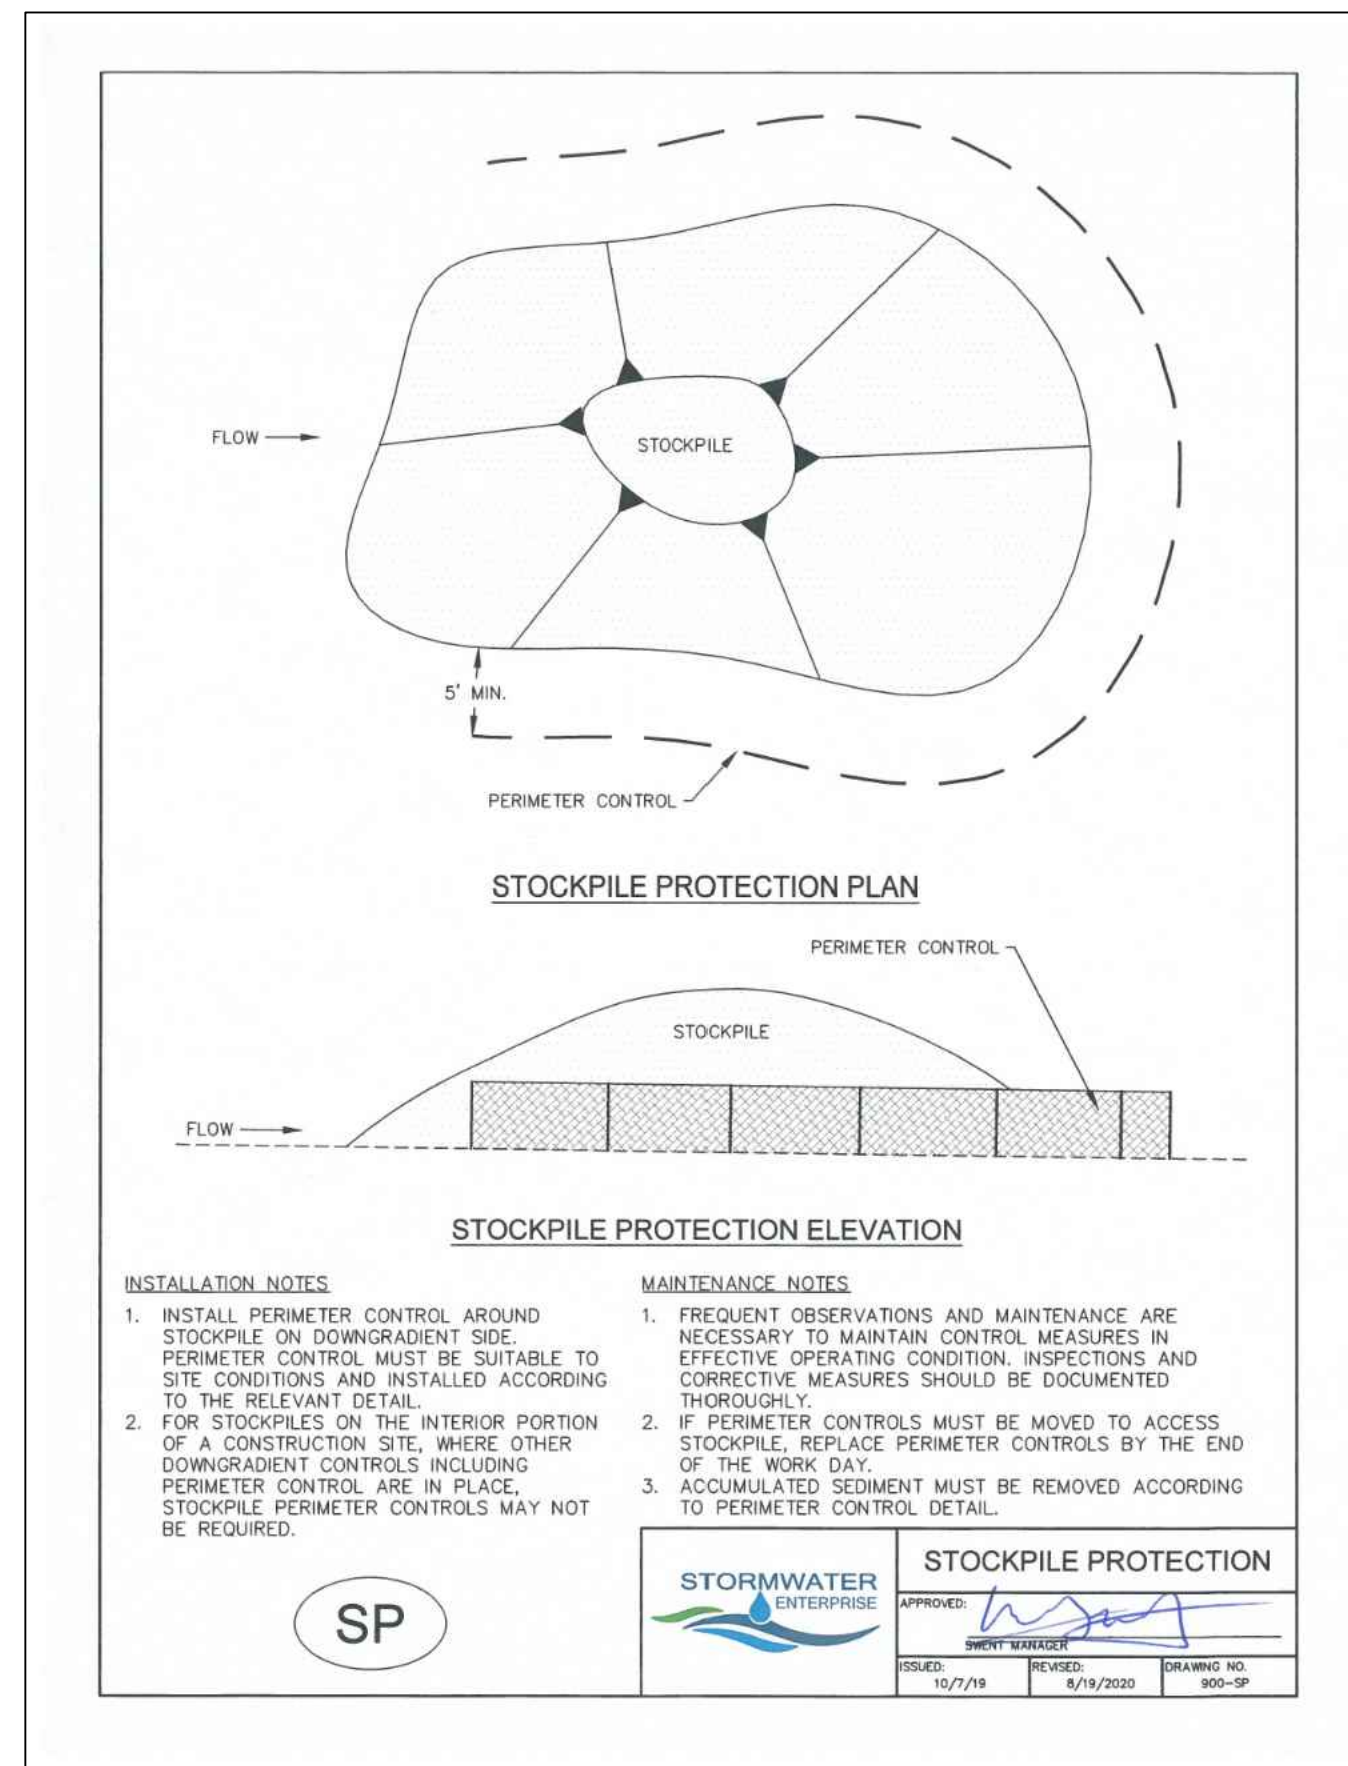 FLOW
STOCKPILE
5' MIN.
PERIMETER CONTROL
STOCKPILE PROTECTION PLAN
PERIMETER CONTROL
STOCKPILE
FLOW
STOCKPILE PROTECTION ELEVATION
INSTALLATION NOTES
1. INSTALL PERIMETER CONTROL AROUND
STOCKPILE ON DOWNGRADIENT SIDE.
PERIMETER CONTROL MUST BE SUITABLE TO
SITE CONDITIONS AND INSTALLED ACCORDING
TO THE RELEVANT DETAIL.
2. FOR STOCKPILES ON THE INTERIOR PORTION
OF A CONSTRUCTION SITE, WHERE OTHER
DOWNGRADIENT CONTROLS INCLUDING
PERIMETER CONTROL ARE IN PLACE,
STOCKPILE PERIMETER CONTROLS MAY NOT
BE REQUIRED.
MAINTENANCE NOTES
1. FREQUENT OBSERVATIONS AND MAINTENANCE ARE
NECESSARY TO MAINTAIN CONTROL MEASURES IN
EFFECTIVE OPERATING CONDITION. INSPECTIONS AND
CORRECTIVE MEASURES SHOULD BE DOCUMENTED
THOROUGHLY.
2. IF PERIMETER CONTROLS MUST BE MOVED TO ACCESS
STOCKPILE, REPLACE PERIMETER CONTROLS BY THE END
OF THE WORK DAY.
3. ACCUMULATED SEDIMENT MUST BE REMOVED ACCORDING
TO PERIMETER CONTROL DETAIL.
SP
STORMWATER
ENTERPRISE
STOCKPILE PROTECTION
APPROVED:
SWENT MANAGER
ISSUED:
10/7/19
REVISED:
8/19/2020
DRAWING NO.
900-SP